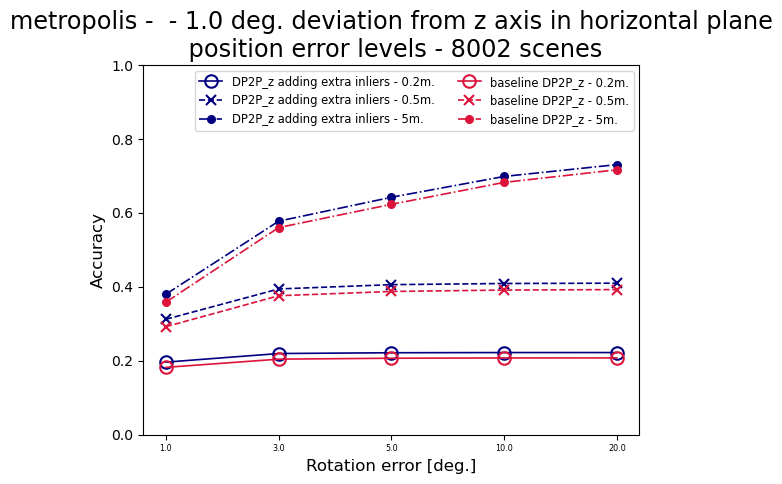 metropolis -  - 1.0 deg. deviation from z axis in horizontal plane
position error levels - 8002 scenes
DP2P_z adding extra inliers - 0.2m.
DP2P_z adding extra inliers - 0.5m.
DP2P_z adding extra inliers - 5m.
baseline DP2P_z - 0.2m.
baseline DP2P_z - 0.5m.
baseline DP2P_z - 5m.
Accuracy
1.0
0.8
0.6
0.4
0.2
0.0
1.0
3.0
5.0
10.0
20.0
Rotation error [deg.]